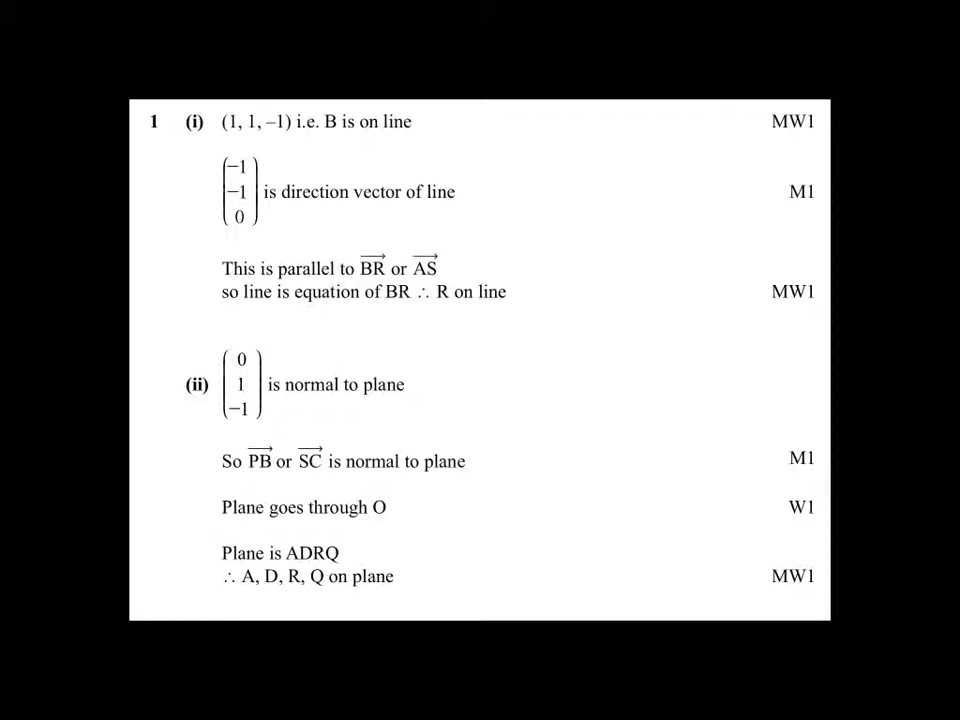 1 (i) (1, 1, –1) i.e. B is on line MW1
(−1
−1
0) is direction vector of line M1
This is parallel to BR→ or AS→
so line is equation of BR ∴ R on line MW1
(ii) (0
1
−1) is normal to plane
So PB→ or SC→ is normal to plane M1
Plane goes through O W1
Plane is ADRQ
∴ A, D, R, Q on plane MW1